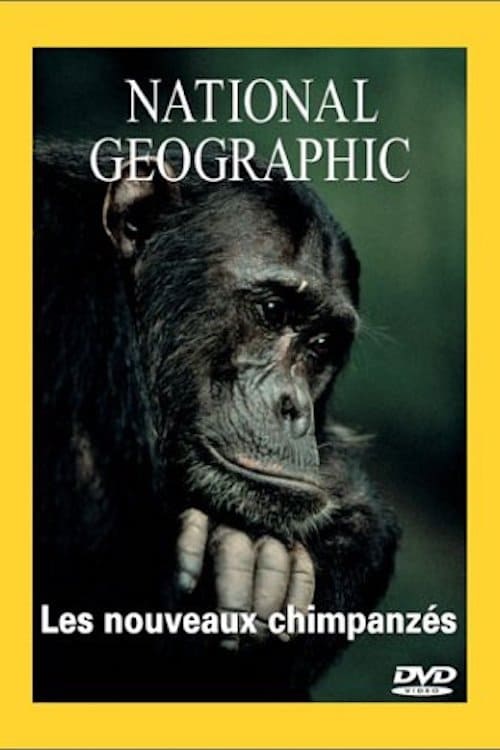 NATIONAL
GEOGRAPHIC
Les nouveaux chimpanzés
DVD
VIDEO